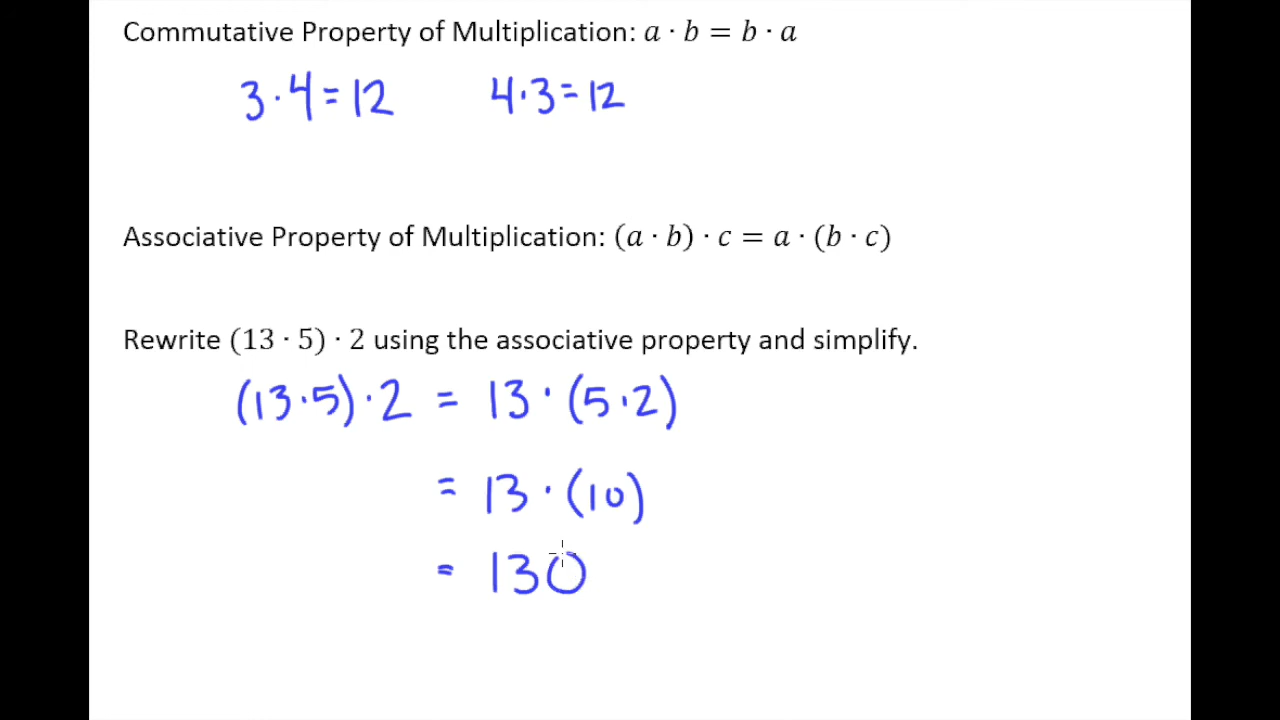 Commutative Property of Multiplication: a · b = b · a
3 · 4 = 12 4 · 3 = 12
Associative Property of Multiplication: (a · b) · c = a · (b · c)
Rewrite (13 · 5) · 2 using the associative property and simplify.
(13 · 5) · 2 = 13 · (5 · 2)
= 13 · (10)
= 130